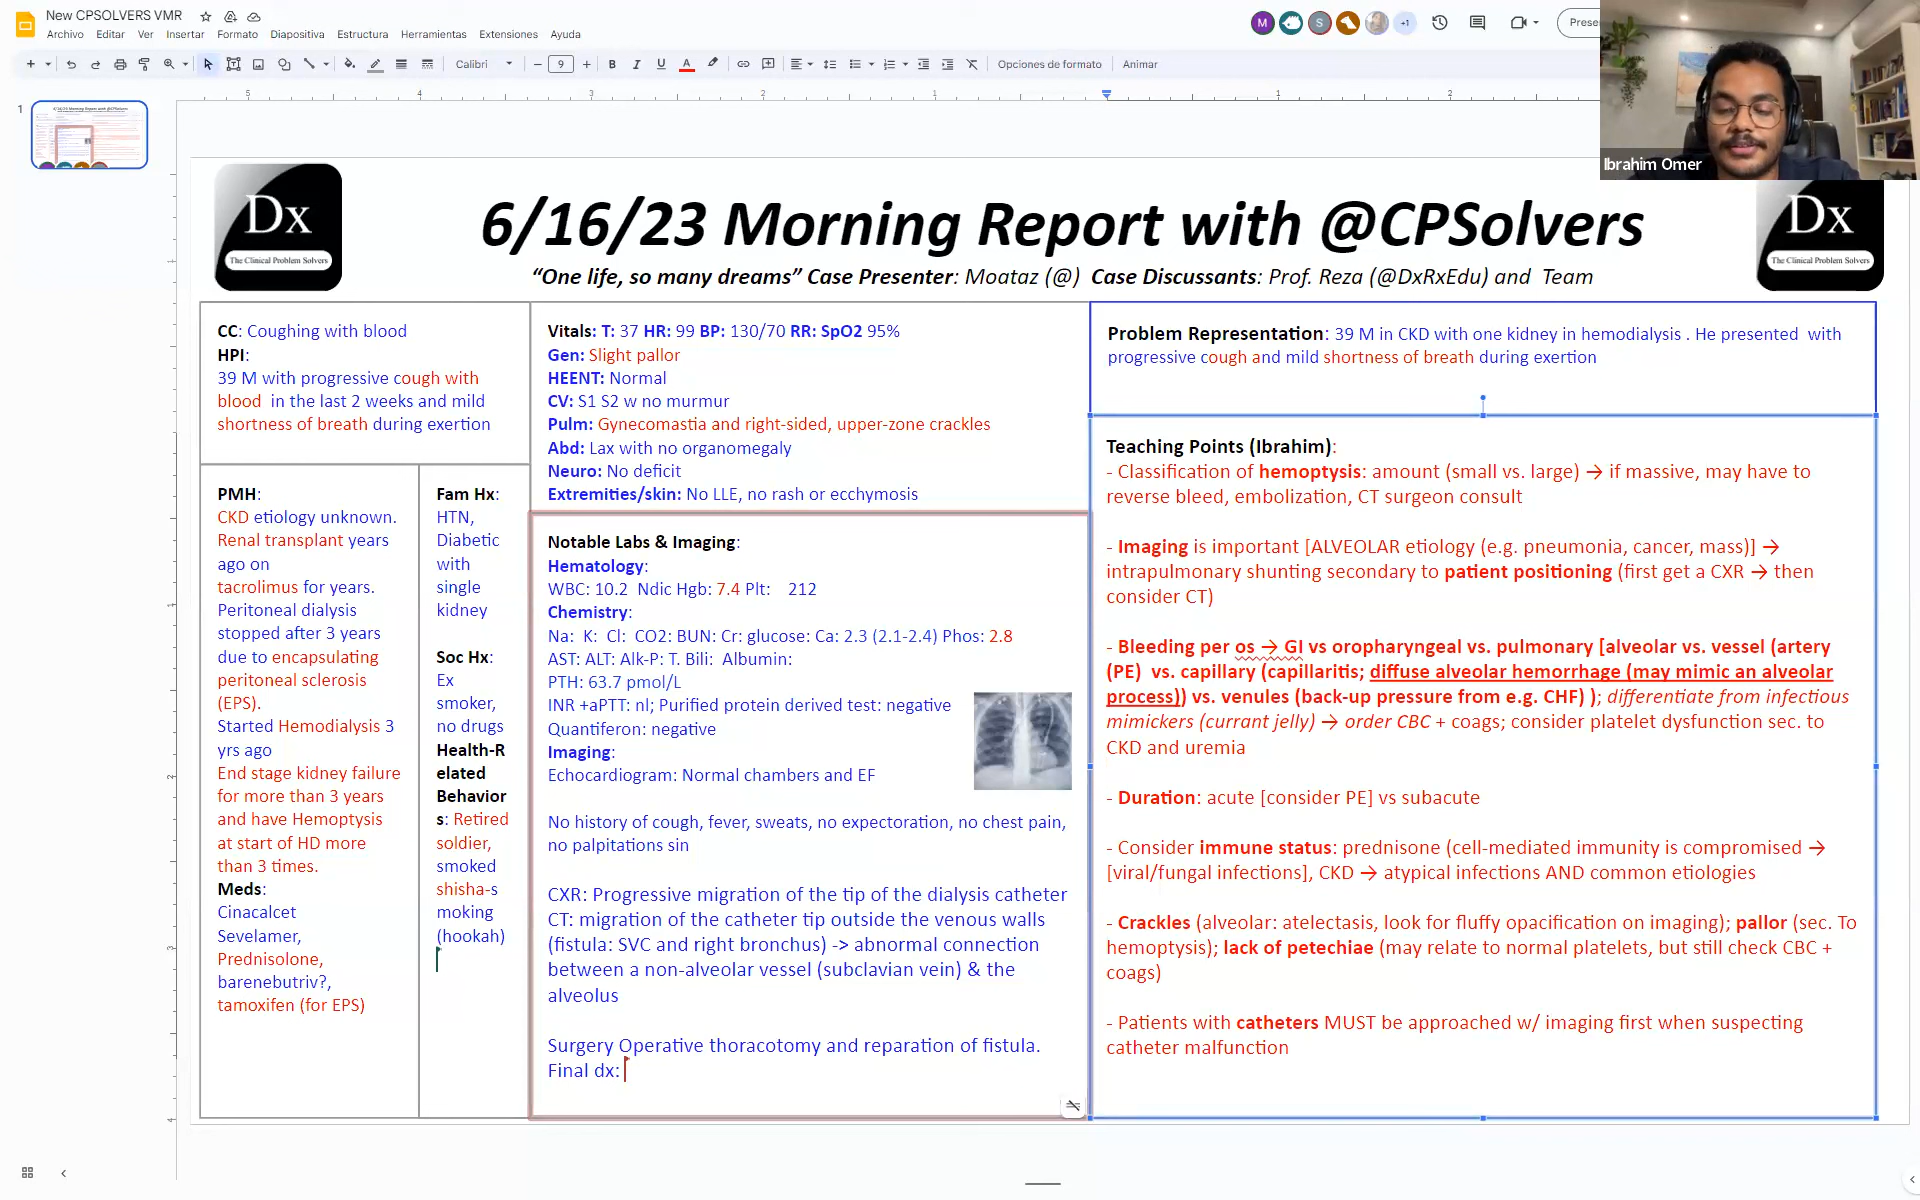 New CPSOLVERS VMR
Archivo Editar Ver Insertar Formato Diapositiva Estructura Herramientas Extensiones Ayuda
Calibri
9
Opciones de formato
Animar
M
S
+1
Prese
Ibrahim Omer
1
Dx
The Clinical Problem Solvers
6/16/23 Morning Report with @CPSolvers
“One life, so many dreams” Case Presenter: Moataz (@) Case Discussants: Prof. Reza (@DxRxEdu) and Team
Dx
The Clinical Problem Solvers
CC: Coughing with blood
HPI:
39 M with progressive cough with
blood in the last 2 weeks and mild
shortness of breath during exertion
PMH:
CKD etiology unknown.
Renal transplant years
ago on
tacrolimus for years.
Peritoneal dialysis
stopped after 3 years
due to encapsulating
peritoneal sclerosis
(EPS).
Started Hemodialysis 3
yrs ago
End stage kidney failure
for more than 3 years
and have Hemoptysis
at start of HD more
than 3 times.
Meds:
Cinacalcet
Sevelamer,
Prednisolone,
barenebutriv?,
tamoxifen (for EPS)
Fam Hx:
HTN,
Diabetic
with
single
kidney
Soc Hx:
Ex
smoker,
no drugs
Health-R
elated
Behavior
s: Retired
soldier,
smoked
shisha-s
moking
(hookah)
Vitals: T: 37 HR: 99 BP: 130/70 RR: SpO2 95%
Gen: Slight pallor
HEENT: Normal
CV: S1 S2 w no murmur
Pulm: Gynecomastia and right-sided, upper-zone crackles
Abd: Lax with no organomegaly
Neuro: No deficit
Extremities/skin: No LLE, no rash or ecchymosis
Notable Labs & Imaging:
Hematology:
WBC: 10.2 Ndic Hgb: 7.4 Plt: 212
Chemistry:
Na: K: Cl: CO2: BUN: Cr: glucose: Ca: 2.3 (2.1-2.4) Phos: 2.8
AST: ALT: Alk-P: T. Bili: Albumin:
PTH: 63.7 pmol/L
INR +aPTT: nl; Purified protein derived test: negative
Quantiferon: negative
Imaging:
Echocardiogram: Normal chambers and EF
No history of cough, fever, sweats, no expectoration, no chest pain,
no palpitations sin
CXR: Progressive migration of the tip of the dialysis catheter
CT: migration of the catheter tip outside the venous walls
(fistula: SVC and right bronchus) -> abnormal connection
between a non-alveolar vessel (subclavian vein) & the
alveolus
Surgery Operative thoracotomy and reparation of fistula.
Final dx:
Problem Representation: 39 M in CKD with one kidney in hemodialysis . He presented with
progressive cough and mild shortness of breath during exertion
Teaching Points (Ibrahim):
- Classification of hemoptysis: amount (small vs. large) → if massive, may have to
reverse bleed, embolization, CT surgeon consult
- Imaging is important [ALVEOLAR etiology (e.g. pneumonia, cancer, mass)] →
intrapulmonary shunting secondary to patient positioning (first get a CXR → then
consider CT)
- Bleeding per os → GI vs oropharyngeal vs. pulmonary [alveolar vs. vessel (artery
(PE) vs. capillary (capillaritis; diffuse alveolar hemorrhage (may mimic an alveolar
process)) vs. venules (back-up pressure from e.g. CHF) ); differentiate from infectious
mimickers (currant jelly) → order CBC + coags; consider platelet dysfunction sec. to
CKD and uremia
- Duration: acute [consider PE] vs subacute
- Consider immune status: prednisone (cell-mediated immunity is compromised →
[viral/fungal infections], CKD → atypical infections AND common etiologies
- Crackles (alveolar: atelectasis, look for fluffy opacification on imaging); pallor (sec. To
hemoptysis); lack of petechiae (may relate to normal platelets, but still check CBC +
coags)
- Patients with catheters MUST be approached w/ imaging first when suspecting
catheter malfunction